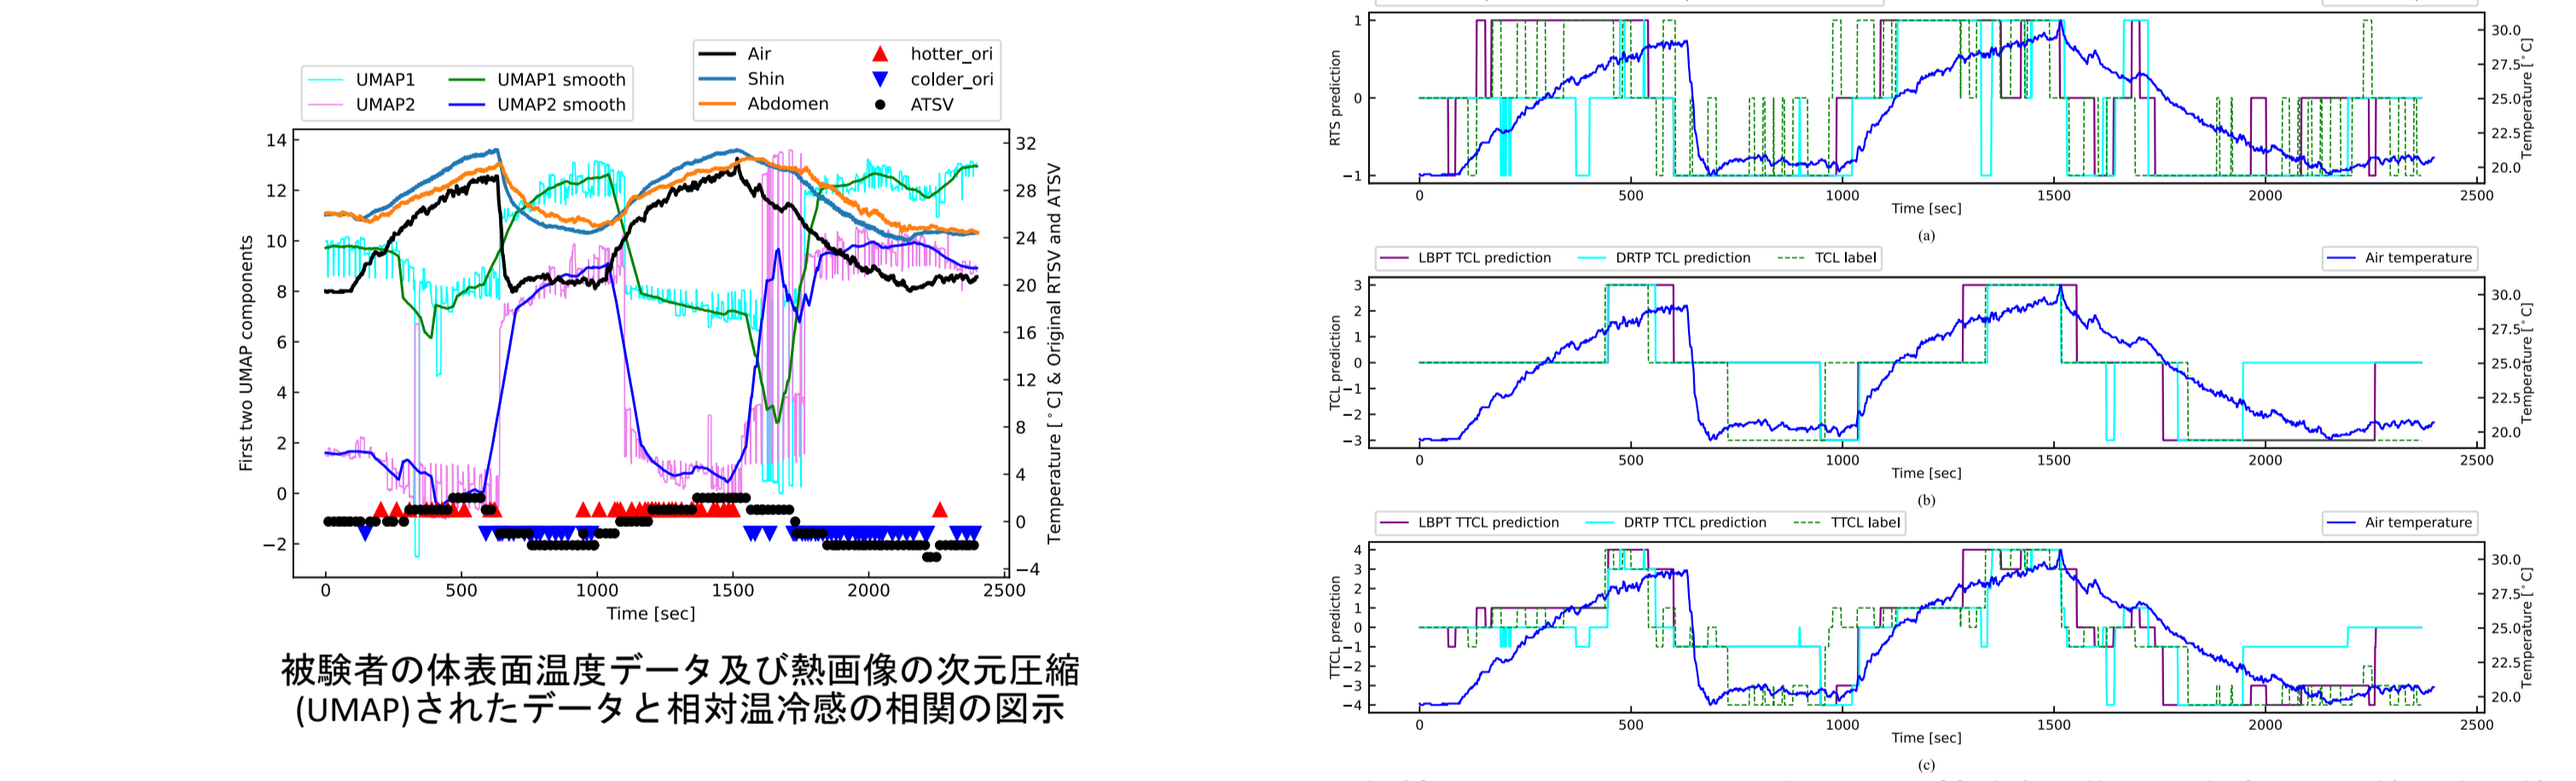 UMAP1
UMAP2
UMAP1 smooth
UMAP2 smooth
Air
Shin
Abdomen
hotter_ori
colder_ori
ATSV
First two UMAP components
14
12
10
8
6
4
2
0
−2
32
28
24
20
16
12
8
4
0
−4
Temperature [°C] & Original RTSV and ATSV
0 500 1000 1500 2000 2500
Time [sec]
被験者の体表面温度データ及び熱画像の次元圧縮
(UMAP)されたデータと相対温冷感の相関の図示
RTS prediction
1
0
−1
30.0
27.5
25.0
22.5
20.0
Temperature [°C]
0 500 1000 1500 2000 2500
Time [sec]
(a)
LBPT TCL prediction DRTP TCL prediction TCL label Air temperature
TCL prediction
3
2
1
0
−1
−2
−3
30.0
27.5
25.0
22.5
20.0
Temperature [°C]
0 500 1000 1500 2000 2500
Time [sec]
(b)
LBPT TTCL prediction DRTP TTCL prediction TTCL label Air temperature
TTCL prediction
4
3
2
1
0
−1
−2
−3
−4
30.0
27.5
25.0
22.5
20.0
Temperature [°C]
0 500 1000 1500 2000 2500
Time [sec]
(c)